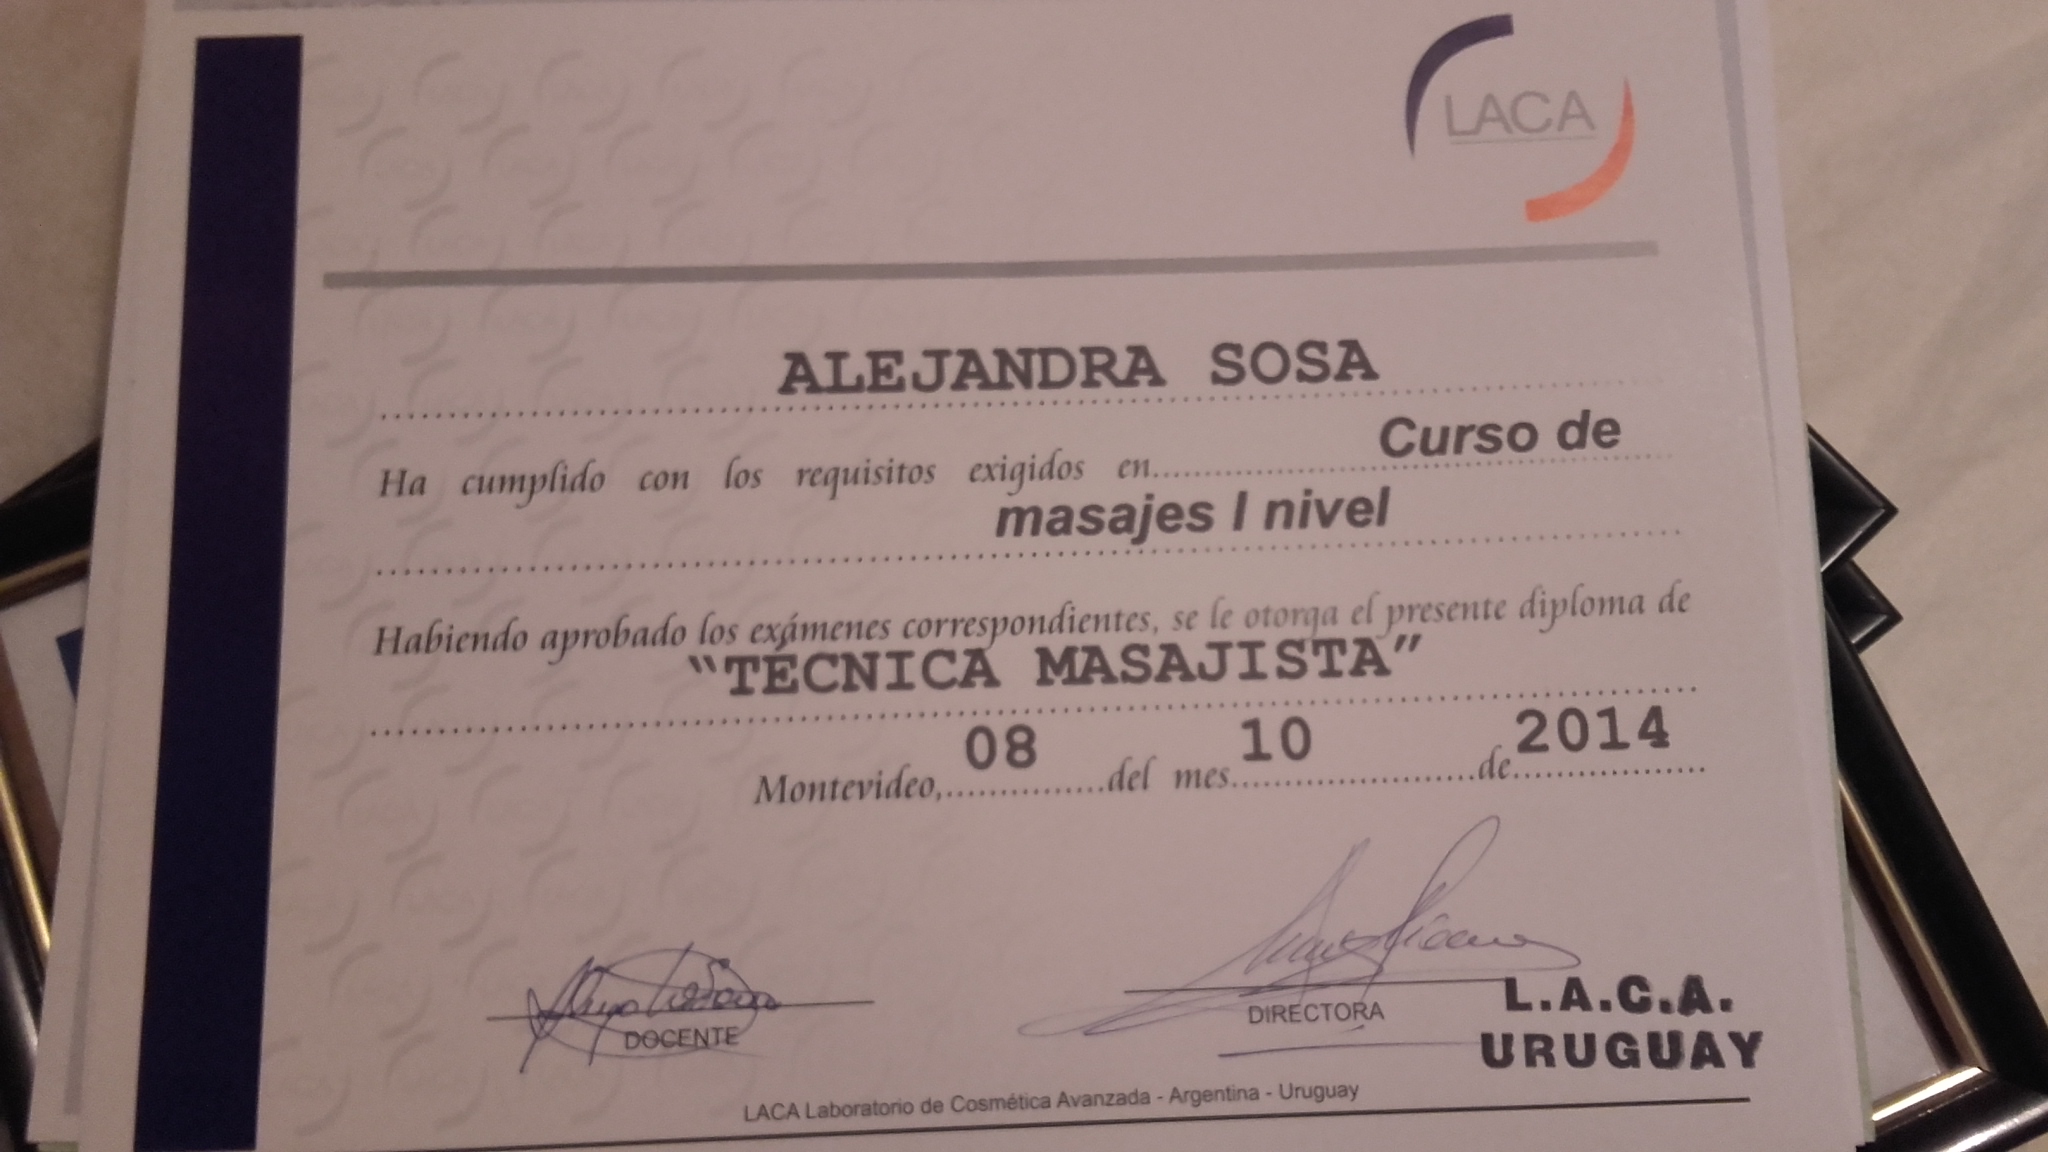 LACA
ALEJANDRA SOSA
Ha cumplido con los requisitos exigidos en Curso de
masajes I nivel
Habiendo aprobado los exámenes correspondientes, se le otorga el presente diploma de
"TECNICA MASAJISTA"
Montevideo, 08 del mes 10 de 2014
DOCENTE
DIRECTORA
L.A.C.A.
URUGUAY
LACA Laboratorio de Cosmética Avanzada - Argentina - Uruguay